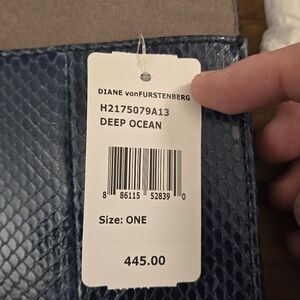 DIANE vonFURSTENBERG
H2175079A13
DEEP OCEAN
8 86115 52839 0
Size: ONE
445.00